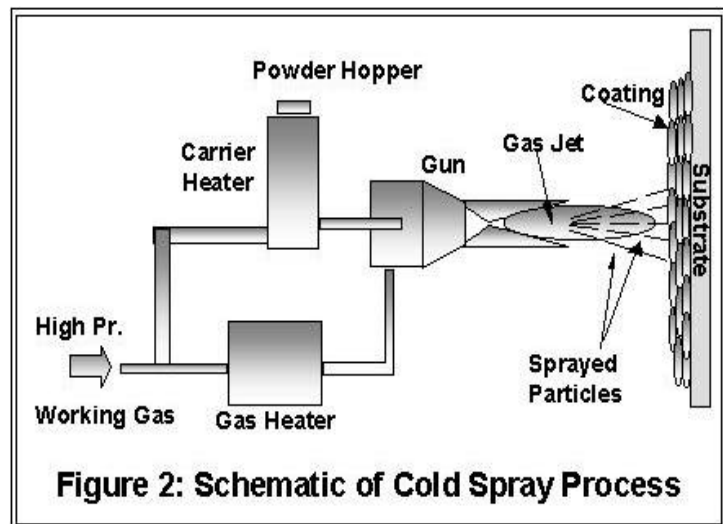 Powder Hopper
Carrier
Heater
Gun
Gas Jet
Coating
Substrate
High Pr.
Working Gas
Gas Heater
Sprayed
Particles
Figure 2: Schematic of Cold Spray Process